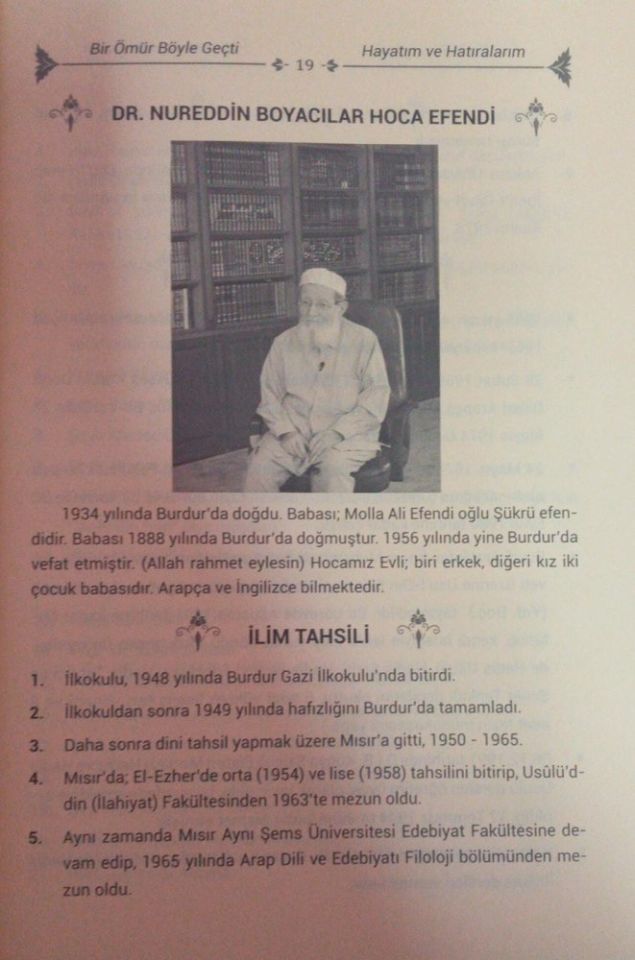 Bir Ömür Böyle Geçti
- 19 -
Hayatım ve Hatıralarım
DR. NUREDDİN BOYACILAR HOCA EFENDİ
1934 yılında Burdur'da doğdu. Babası; Molla Ali Efendi oğlu Şükrü efen-
didir. Babası 1888 yılında Burdur'da doğmuştur. 1956 yılında yine Burdur'da
vefat etmiştir. (Allah rahmet eylesin) Hocamız Evli; biri erkek, diğeri kız iki
çocuk babasıdır. Arapça ve İngilizce bilmektedir.
İLİM TAHSİLİ
1. İlkokulu, 1948 yılında Burdur Gazi İlkokulu'nda bitirdi.
2. İlkokuldan sonra 1949 yılında hafızlığını Burdur'da tamamladı.
3. Daha sonra dini tahsil yapmak üzere Mısır'a gitti, 1950 - 1965.
4. Mısır'da; El-Ezher'de orta (1954) ve lise (1958) tahsilini bitirip, Usûlü'd-
din (İlahiyat) Fakültesinden 1963'te mezun oldu.
5. Aynı zamanda Mısır Aynı Şems Üniversitesi Edebiyat Fakültesine de-
vam edip, 1965 yılında Arap Dili ve Edebiyatı Filoloji bölümünden me-
zun oldu.